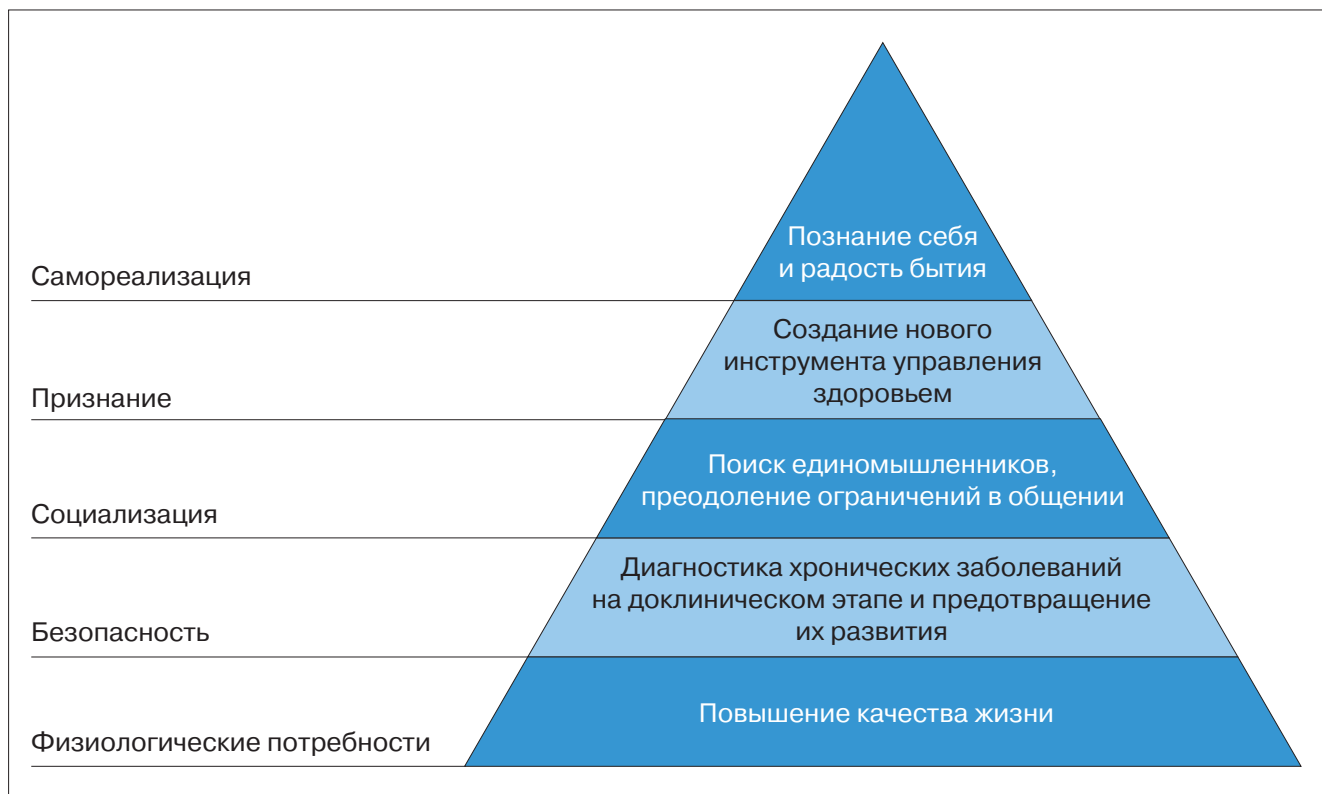 Познание себя
и радость бытия
Самореализация
Создание нового
инструмента управления
здоровьем
Признание
Поиск единомышленников,
преодоление ограничений в общении
Социализация
Диагностика хронических заболеваний
на доклиническом этапе и предотвращение
их развития
Безопасность
Повышение качества жизни
Физиологические потребности